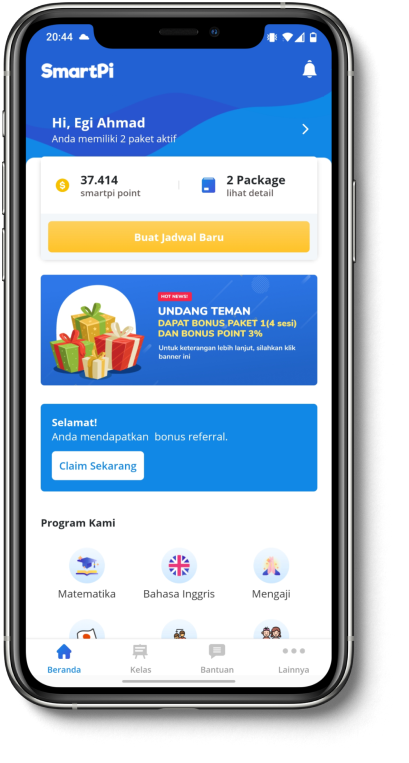 20:44
SmartPi
Hi, Egi Ahmad
Anda memiliki 2 paket aktif
37.414
smartpi point
2 Package
lihat detail
Buat Jadwal Baru
HOT NEWS!
UNDANG TEMAN
DAPAT BONUS PAKET 1(4 sesi)
DAN BONUS POINT 3%
Untuk keterangan lebih lanjut, silahkan klik
banner ini
Selamat!
Anda mendapatkan bonus referral.
Claim Sekarang
Program Kami
Matematika
Bahasa Inggris
Mengaji
Beranda
Kelas
Bantuan
Lainnya